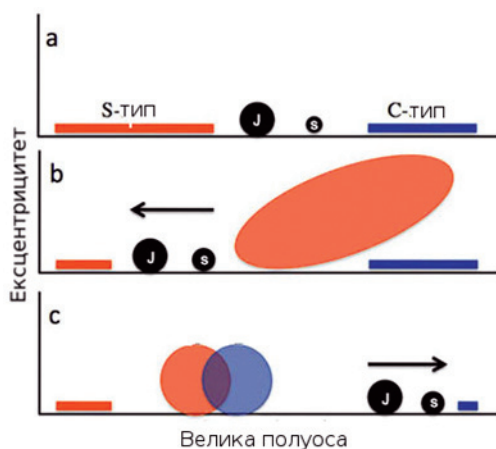 a
S-тип
C-тип
J
s
b
J
s
c
J
s
Ексцентрицитет
Велика полуоса